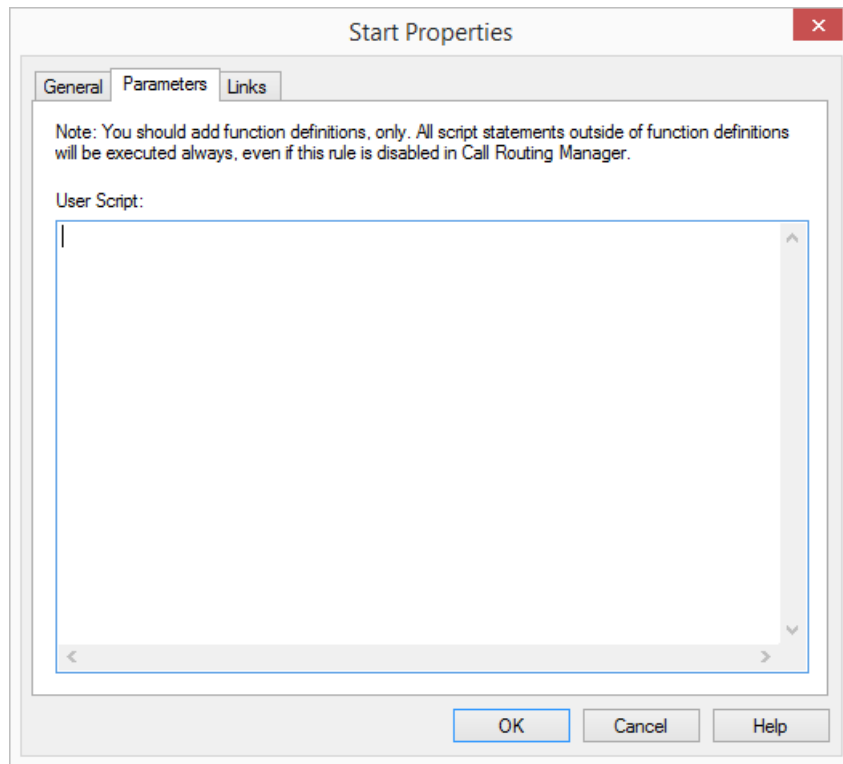 Start Properties
General Parameters Links
Note: You should add function definitions, only. All script statements outside of function definitions
will be executed always, even if this rule is disabled in Call Routing Manager.
User Script:
OK Cancel Help